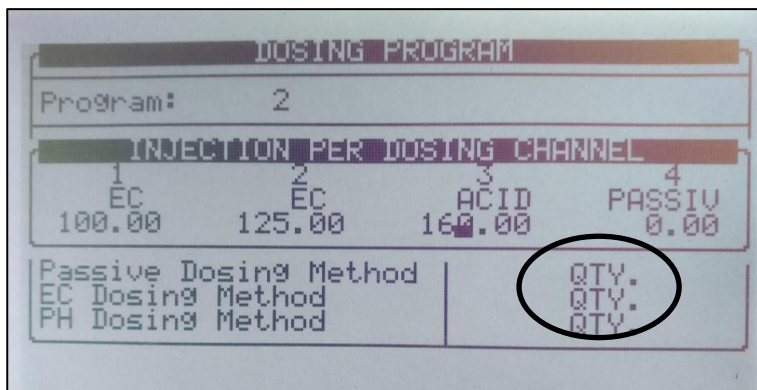 DOSING PROGRAM
Program: 2
INJECTION PER DOSING CHANNEL
1 2 3 4
EC EC ACID PASSIV
100.00 125.00 160.00 0.00
Passive Dosing Method QTY.
EC Dosing Method QTY.
PH Dosing Method QTY.